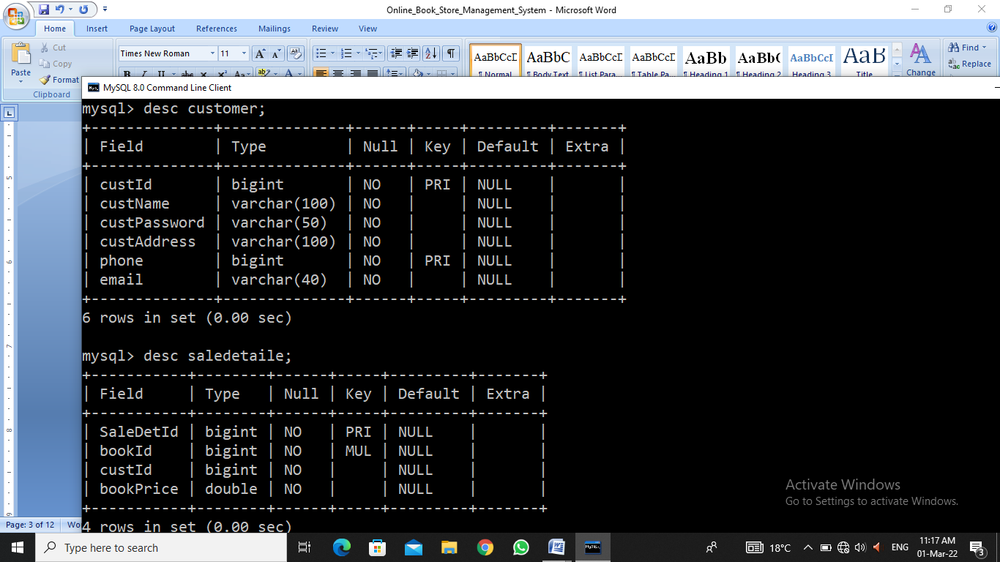 Online_Book_Store_Management_System - Microsoft Word
Home Insert Page Layout References Mailings Review View
Paste
Cut
Copy
Format
Clipboard
Times New Roman 11
AaBbCcD AaBbC AaBbCcD AaBbCcD AaBb AaBb( AaBbCcI AaB
¶ Normal ¶ Body Text ¶ List Para... ¶ Table Pa... ¶ Heading 1 ¶ Heading 2 Heading 3 Title
Change
Find
Replace
MySQL 8.0 Command Line Client
mysql> desc customer;
+--------------+--------------+------+-----+---------+-------+
| Field        | Type         | Null | Key | Default | Extra |
+--------------+--------------+------+-----+---------+-------+
| custId       | bigint       | NO   | PRI | NULL    |       |
| custName     | varchar(100) | NO   |     | NULL    |       |
| custPassword | varchar(50)  | NO   |     | NULL    |       |
| custAddress  | varchar(100) | NO   |     | NULL    |       |
| phone        | bigint       | NO   | PRI | NULL    |       |
| email        | varchar(40)  | NO   |     | NULL    |       |
+--------------+--------------+------+-----+---------+-------+
6 rows in set (0.00 sec)
mysql> desc saledetaile;
+-----------+--------+------+-----+---------+-------+
| Field     | Type   | Null | Key | Default | Extra |
+-----------+--------+------+-----+---------+-------+
| SaleDetId | bigint | NO   | PRI | NULL    |       |
| bookId    | bigint | NO   | MUL | NULL    |       |
| custId    | bigint | NO   |     | NULL    |       |
| bookPrice | double | NO   |     | NULL    |       |
+-----------+--------+------+-----+---------+-------+
4 rows in set (0.00 sec)
Activate Windows
Go to Settings to activate Windows.
Page: 3 of 12 Wo
Type here to search
18°C
ENG
11:17 AM
01-Mar-22
3